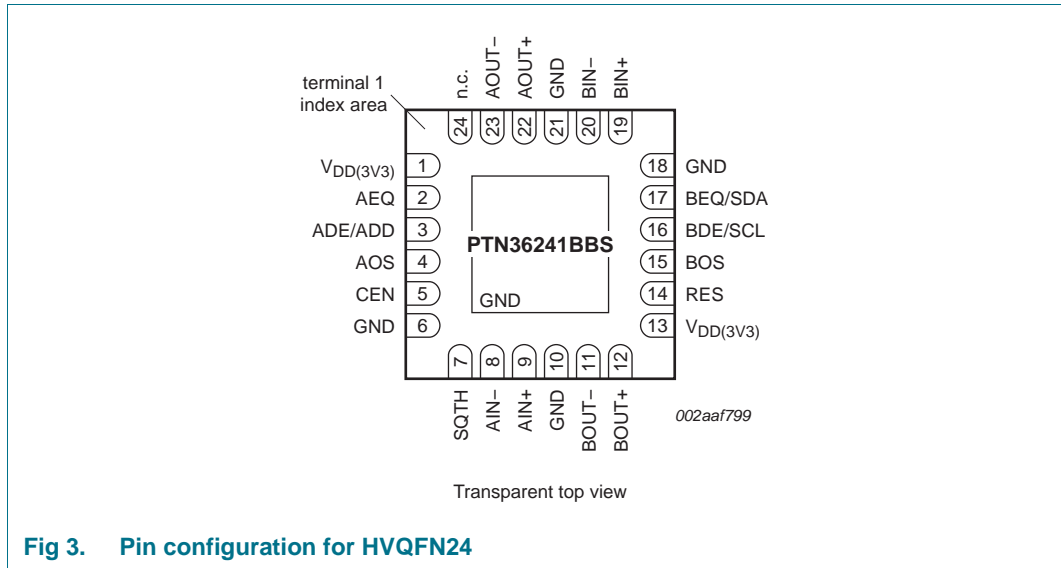 n.c.
AOUT−
AOUT+
GND
BIN−
BIN+
terminal 1
index area
24
23
22
21
20
19
VDD(3V3) 1
18 GND
AEQ 2
17 BEQ/SDA
ADE/ADD 3
16 BDE/SCL
PTN36241BBS
AOS 4
15 BOS
CEN 5
GND
14 RES
GND 6
13 VDD(3V3)
7
8
9
10
11
12
SQTH
AIN−
AIN+
GND
BOUT−
BOUT+
002aaf799
Transparent top view
Fig 3. Pin configuration for HVQFN24